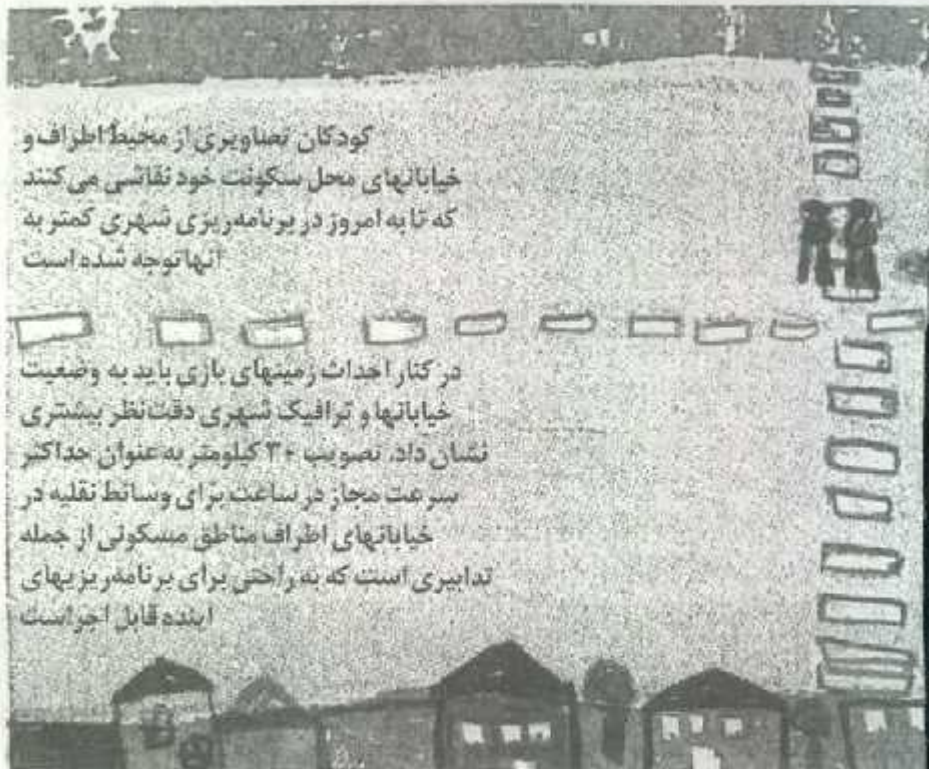 کودکان تصاویری از محیط اطراف و
خیابانهای محل سکونت خود نقاشی می‌کنند
که تا به امروز در برنامه‌ریزی شهری کمتر به
آنها توجه شده است
در کنار احداث زمینهای بازی باید به وضعیت
خیابانها و ترافیک شهری دقت‌نظر بیشتری
نشان داد. تصویب ۳۰ کیلومتر به عنوان حداکثر
سرعت مجاز در ساعت برای وسائط نقلیه در
خیابانهای اطراف مناطق مسکونی از جمله
تدابیری است که به راحتی برای برنامه‌ریزیهای
آینده قابل اجراست